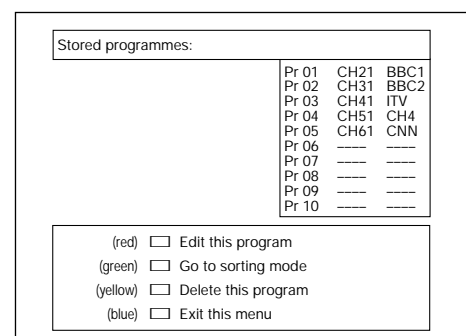 Stored programmes:
Pr 01 CH21 BBC1
Pr 02 CH31 BBC2
Pr 03 CH41 ITV
Pr 04 CH51 CH4
Pr 05 CH61 CNN
Pr 06 –––– ––––
Pr 07 –––– ––––
Pr 08 –––– ––––
Pr 09 –––– ––––
Pr 10 –––– ––––
(red) Edit this program
(green) Go to sorting mode
(yellow) Delete this program
(blue) Exit this menu